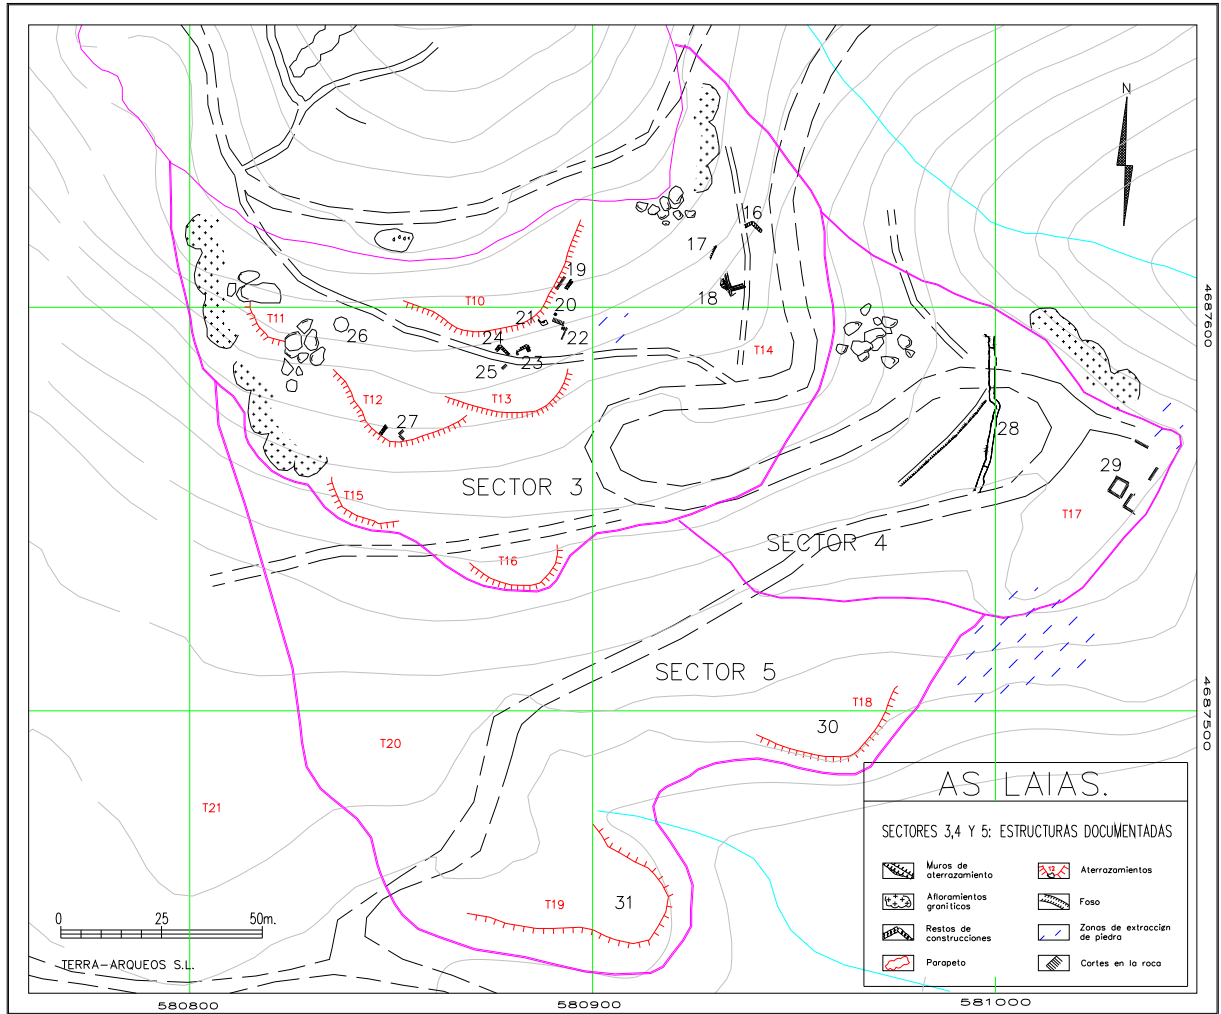 N
16
17
18
19
20
21
22
23
24
25
26
27
28
29
30
31
T10
T11
T12
T13
T14
T15
T16
T17
T18
T19
T20
T21
SECTOR 3
SECTOR 4
SECTOR 5
4687600
4687500
580800
580900
581000
0 25 50m.
TERRA-ARQUEOS S.L.
AS LAIAS.
SECTORES 3,4 Y 5: ESTRUCTURAS DOCUMENTADAS
Muros de
aterrazamiento
Afloramientos
graníticos
Restos de
construcciones
Parapeto
12
Aterrazamientos
Foso
Zonas de extraccion
de piedra
Cortes en la roca